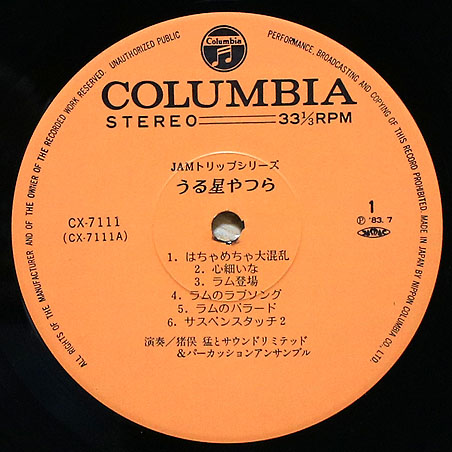 ALL RIGHTS OF THE MANUFACTURER AND OF THE OWNER OF THE RECORDED WORK RESERVED. UNAUTHORIZED PUBLIC PERFORMANCE, BROADCASTING AND COPYING OF THIS RECORD PROHIBITED. MADE IN JAPAN BY NIPPON COLUMBIA CO., LTD.
Columbia
COLUMBIA
STEREO 33⅓RPM
JAMトリップシリーズ
うる星やつら
CX-7111
(CX-7111A)
1
Ⓟ '83. 7
1. はちゃめちゃ大混乱
2. 心細いな
3. ラム登場
4. ラムのラブソング
5. ラムのバラード
6. サスペンスタッチ2
演奏／猪俣 猛とサウンドリミテッド
＆パーカッションアンサンブル